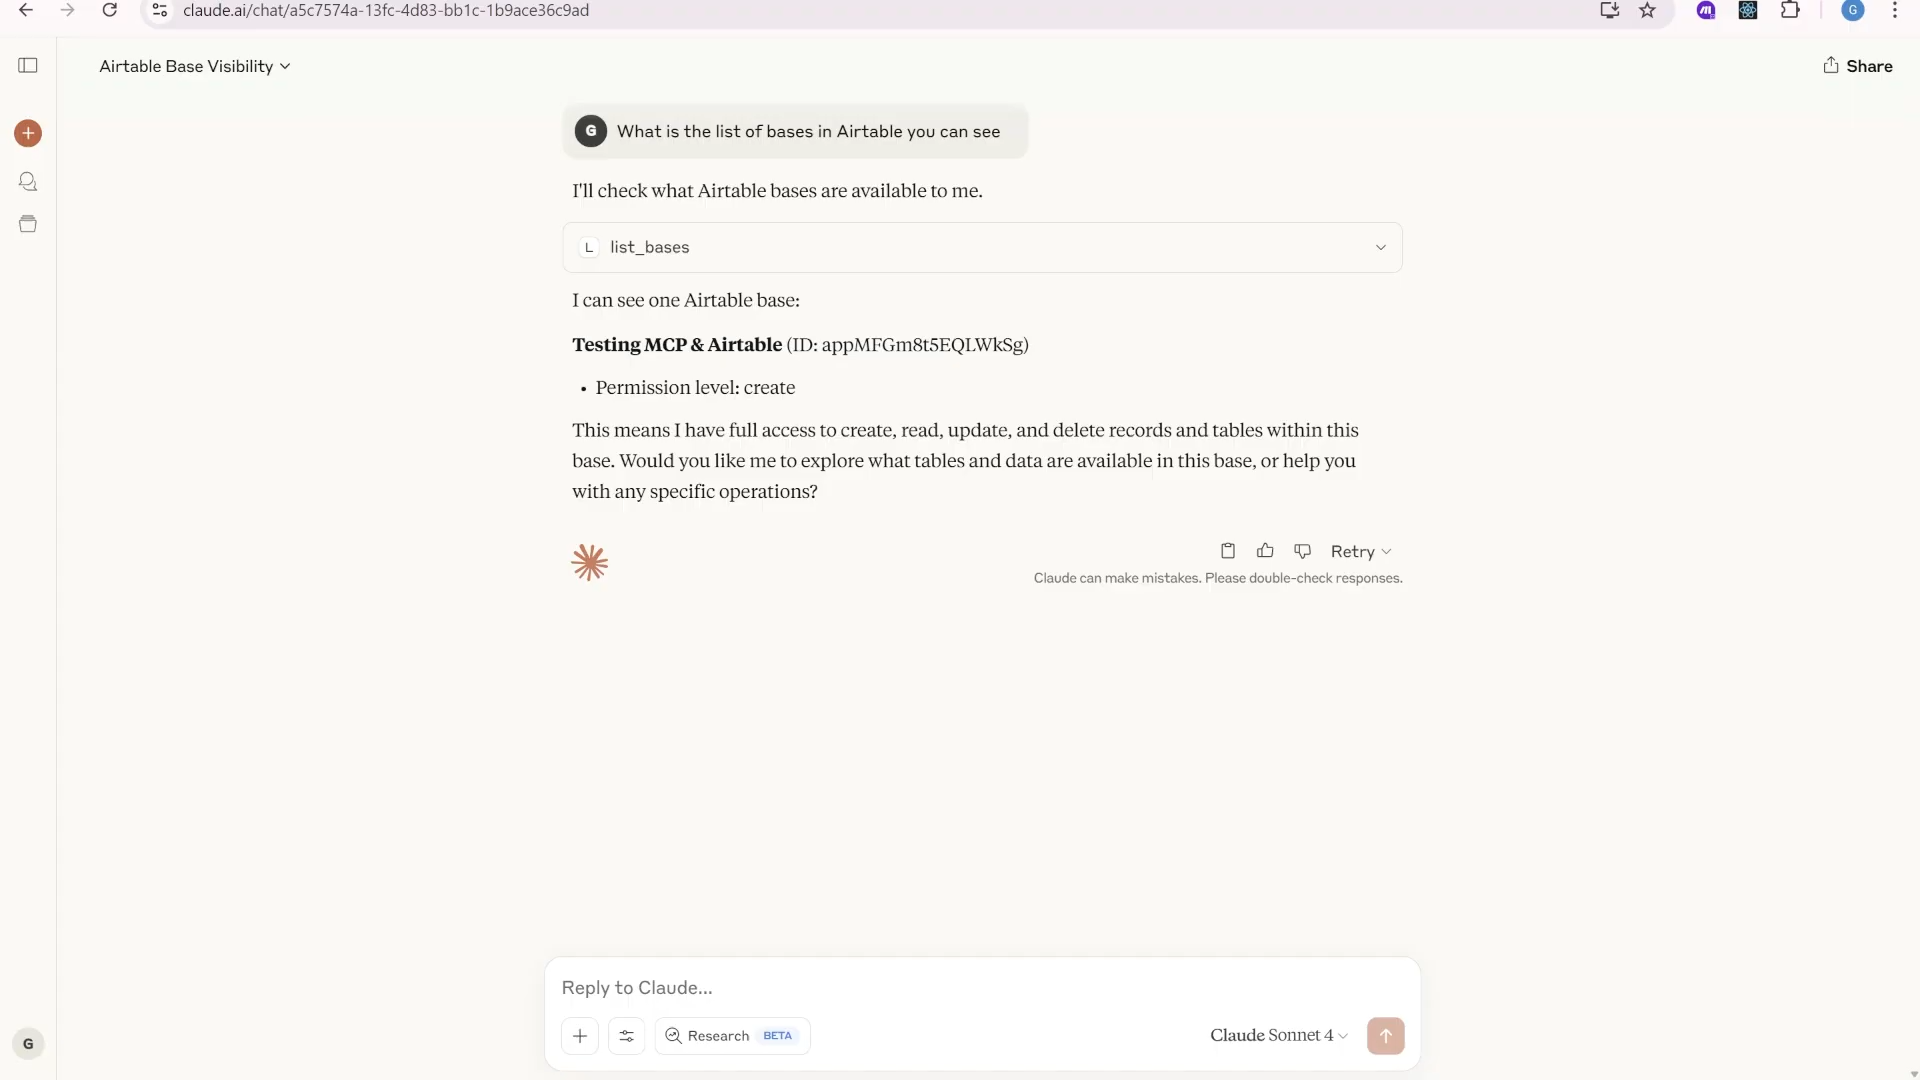 claude.ai/chat/a5c7574a-13fc-4d83-bb1c-1b9ace36c9ad
G
Airtable Base Visibility
Share
G What is the list of bases in Airtable you can see
I'll check what Airtable bases are available to me.
L list_bases
I can see one Airtable base:
Testing MCP & Airtable (ID: appMFGm8t5EQLWkSg)
• Permission level: create
This means I have full access to create, read, update, and delete records and tables within this
base. Would you like me to explore what tables and data are available in this base, or help you
with any specific operations?
Retry
Claude can make mistakes. Please double-check responses.
Reply to Claude...
Research BETA
Claude Sonnet 4
G